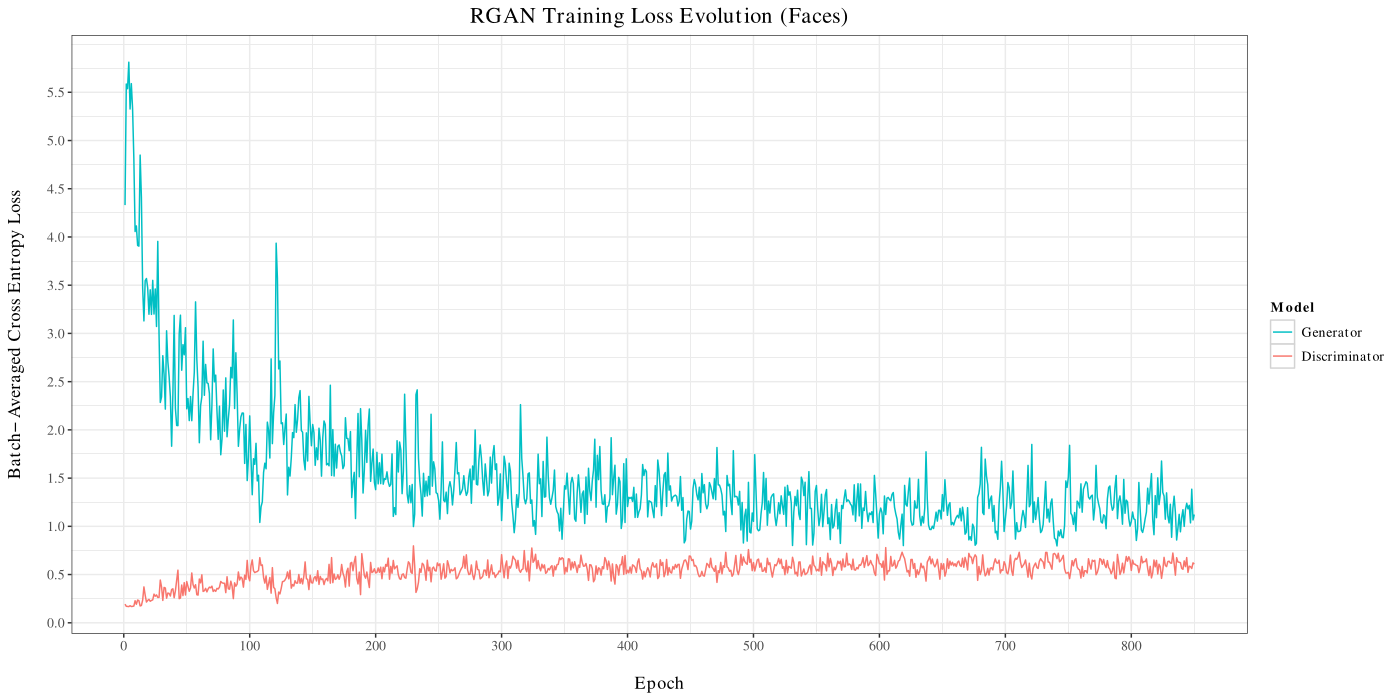 RGAN Training Loss Evolution (Faces)
Batch− Averaged Cross Entropy Loss
5.5
5.0
4.5
4.0
3.5
3.0
2.5
2.0
1.5
1.0
0.5
0.0
0 100 200 300 400 500 600 700 800
Epoch
Model
Generator
Discriminator